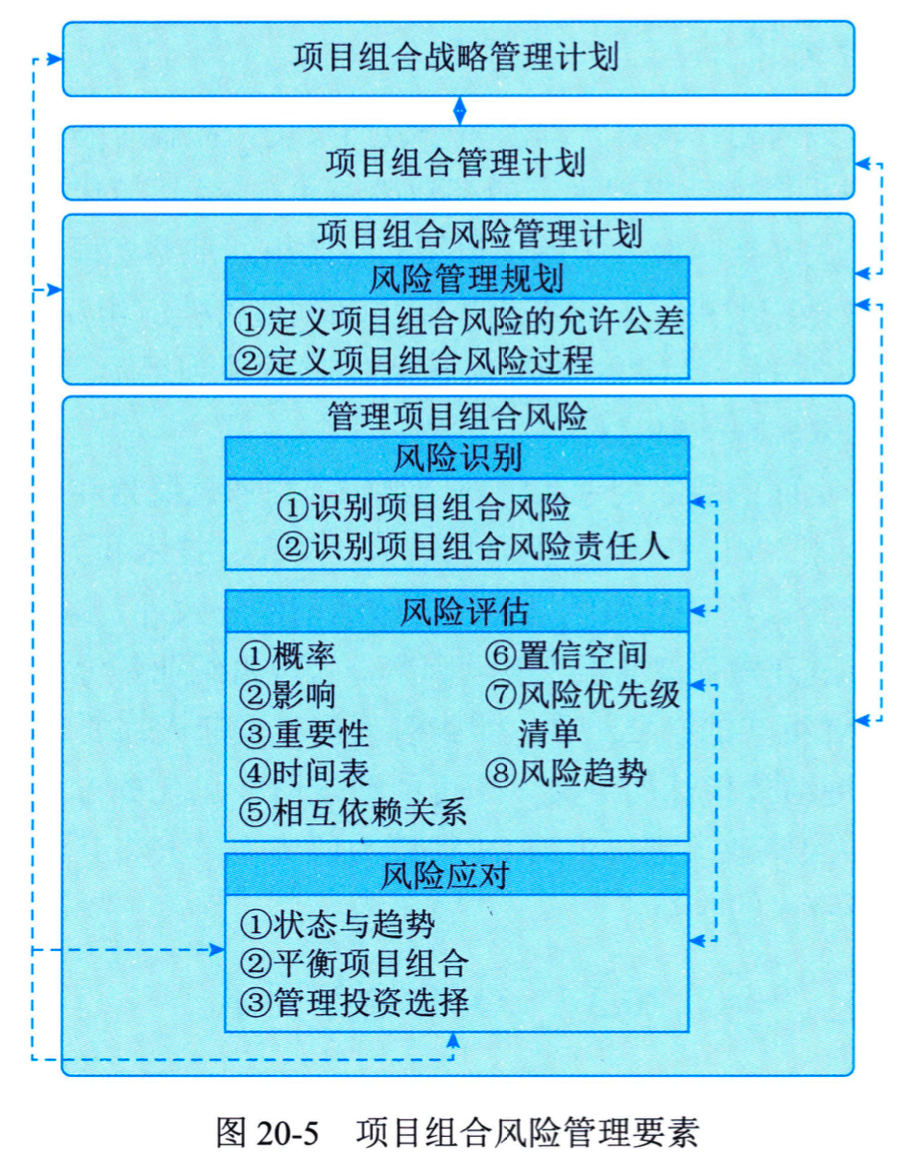 项目组合战略管理计划
项目组合管理计划
项目组合风险管理计划
风险管理规划
①定义项目组合风险的允许公差
②定义项目组合风险过程
管理项目组合风险
风险识别
①识别项目组合风险
②识别项目组合风险责任人
风险评估
①概率
②影响
③重要性
④时间表
⑤相互依赖关系
⑥置信空间
⑦风险优先级
清单
⑧风险趋势
风险应对
①状态与趋势
②平衡项目组合
③管理投资选择
图 20-5 项目组合风险管理要素